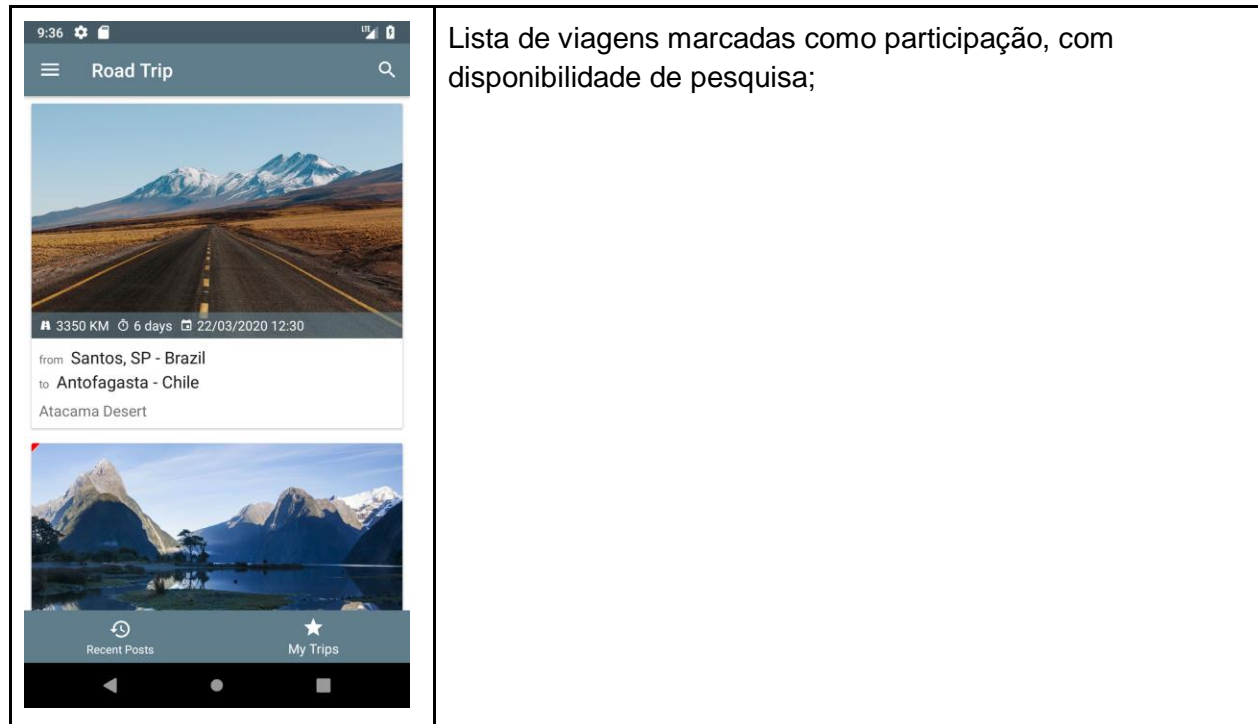 9:36 LTE
Road Trip
3350 KM 6 days 22/03/2020 12:30
from Santos, SP - Brazil
to Antofagasta - Chile
Atacama Desert
Recent Posts My Trips
Lista de viagens marcadas como participação, com
disponibilidade de pesquisa;